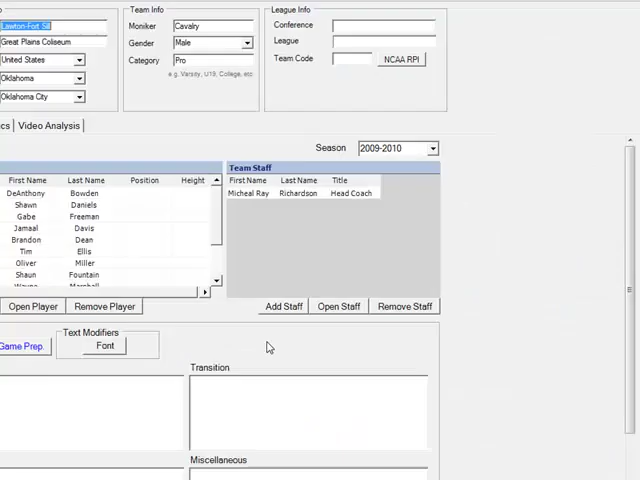 fo
Team Info
League Info
Lawton-Fort Sill
Moniker
Cavalry
Conference
Great Plains Coliseum
Gender
Male
League
United States
Category
Pro
Team Code
NCAA RPI
e.g. Varsity, U19, College, etc
Oklahoma
Oklahoma City
cs
Video Analysis
Season
2009-2010
Team Staff
First Name Last Name Position Height
First Name Last Name Title
DeAnthony Bowden
Micheal Ray Richardson Head Coach
Shawn Daniels
Gabe Freeman
Jamaal Davis
Brandon Dean
Tim Ellis
Oliver Miller
Shaun Fountain
Wayne Marshall
Open Player
Remove Player
Add Staff
Open Staff
Remove Staff
Text Modifiers
Game Prep.
Font
Transition
Miscellaneous